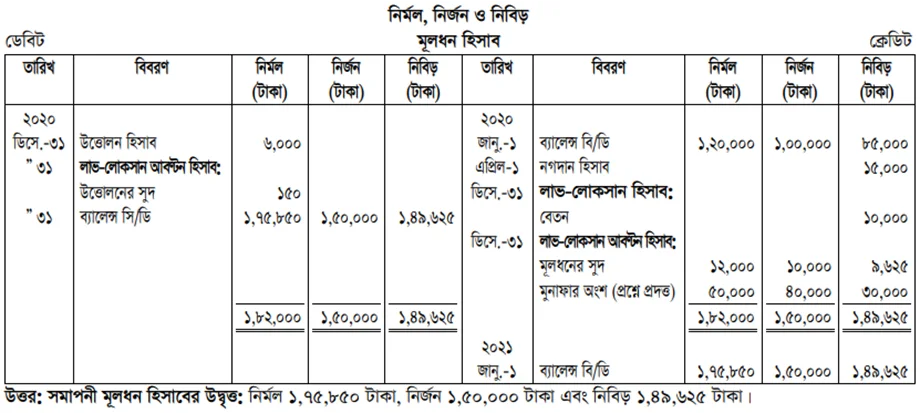 নির্মল, নির্জন ও নিবিড়
ডেবিট মূলধন হিসাব ক্রেডিট
তারিখ বিবরণ নির্মল (টাকা) নির্জন (টাকা) নিবিড় (টাকা) তারিখ বিবরণ নির্মল (টাকা) নির্জন (টাকা) নিবিড় (টাকা)
২০২০ ২০২০
ডিসে.-৩১ উত্তোলন হিসাব ৬,০০০ জানু.-১ ব্যালেন্স বি/ডি ১,২০,০০০ ১,০০,০০০ ৮৫,০০০
” ৩১ লাভ-লোকসান আবণ্টন হিসাব: এপ্রিল-১ নগদান হিসাব ১৫,০০০
উত্তোলনের সুদ ১৫০ ডিসে.-৩১ লাভ-লোকসান হিসাব:
” ৩১ ব্যালেন্স সি/ডি ১,৭৫,৮৫০ ১,৫০,০০০ ১,৪৯,৬২৫ বেতন ১০,০০০
ডিসে.-৩১ লাভ-লোকসান আবণ্টন হিসাব:
মূলধনের সুদ ১২,০০০ ১০,০০০ ৯,৬২৫
মুনাফার অংশ (প্রশ্নে প্রদত্ত) ৫০,০০০ ৪০,০০০ ৩০,০০০
১,৮২,০০০ ১,৫০,০০০ ১,৪৯,৬২৫ ১,৮২,০০০ ১,৫০,০০০ ১,৪৯,৬২৫
২০২১
জানু.-১ ব্যালেন্স বি/ডি ১,৭৫,৮৫০ ১,৫০,০০০ ১,৪৯,৬২৫
উত্তর: সমাপনী মূলধন হিসাবের উদ্বৃত্ত: নির্মল ১,৭৫,৮৫০ টাকা, নির্জন ১,৫০,০০০ টাকা এবং নিবিড় ১,৪৯,৬২৫ টাকা।